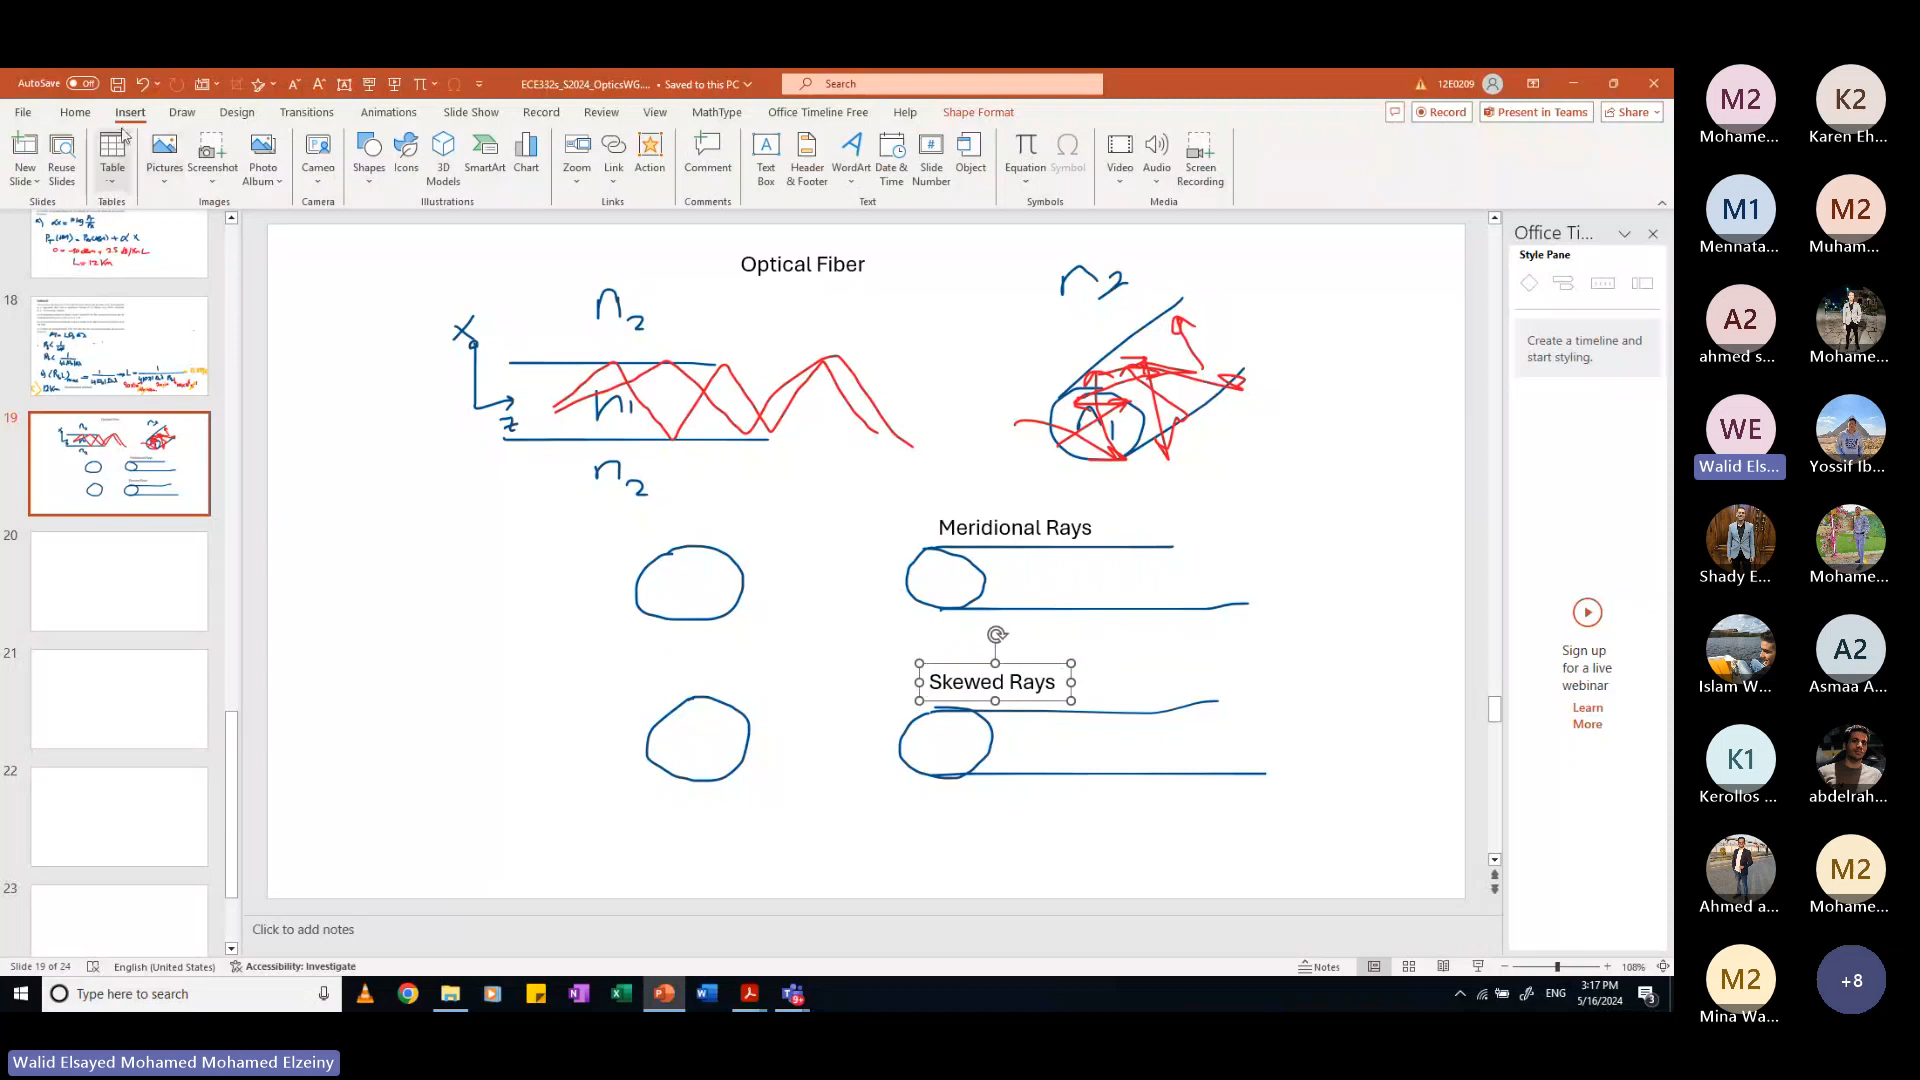 AutoSave Off
ECE332s_S2024_OpticsWG... • Saved to this PC
Search
12E0209
File Home Insert Draw Design Transitions Animations Slide Show Record Review View MathType Office Timeline Free Help Shape Format
Record Present in Teams Share
New Slide
Reuse Slides
Table
Pictures
Screenshot
Photo Album
Cameo
Shapes
Icons
3D Models
SmartArt
Chart
Zoom
Link
Action
Comment
Text Box
Header & Footer
WordArt
Date & Time
Slide Number
Object
Equation
Symbol
Video
Audio
Screen Recording
Slides Tables Images Camera Illustrations Links Comments Text Symbols Media
18
19
20
21
22
23
Optical Fiber
n2
x
n1
z
n2
n2
n1
Meridional Rays
Skewed Rays
Office Ti...
Style Pane
Create a timeline and
start styling.
Sign up
for a live
webinar
Learn
More
Click to add notes
Slide 19 of 24 English (United States) Accessibility: Investigate
Notes 108%
Type here to search
ENG
3:17 PM
5/16/2024
3
M2
Mohame...
K2
Karen Eh...
M1
Mennata...
M2
Muham...
A2
ahmed s...
Mohame...
WE
Walid Els...
Yossif Ib...
Shady E...
Mohame...
Islam W...
A2
Asmaa A...
K1
Kerollos ...
abdelrah...
Ahmed a...
M2
Mohame...
M2
Mina Wa...
+8
Walid Elsayed Mohamed Mohamed Elzeiny